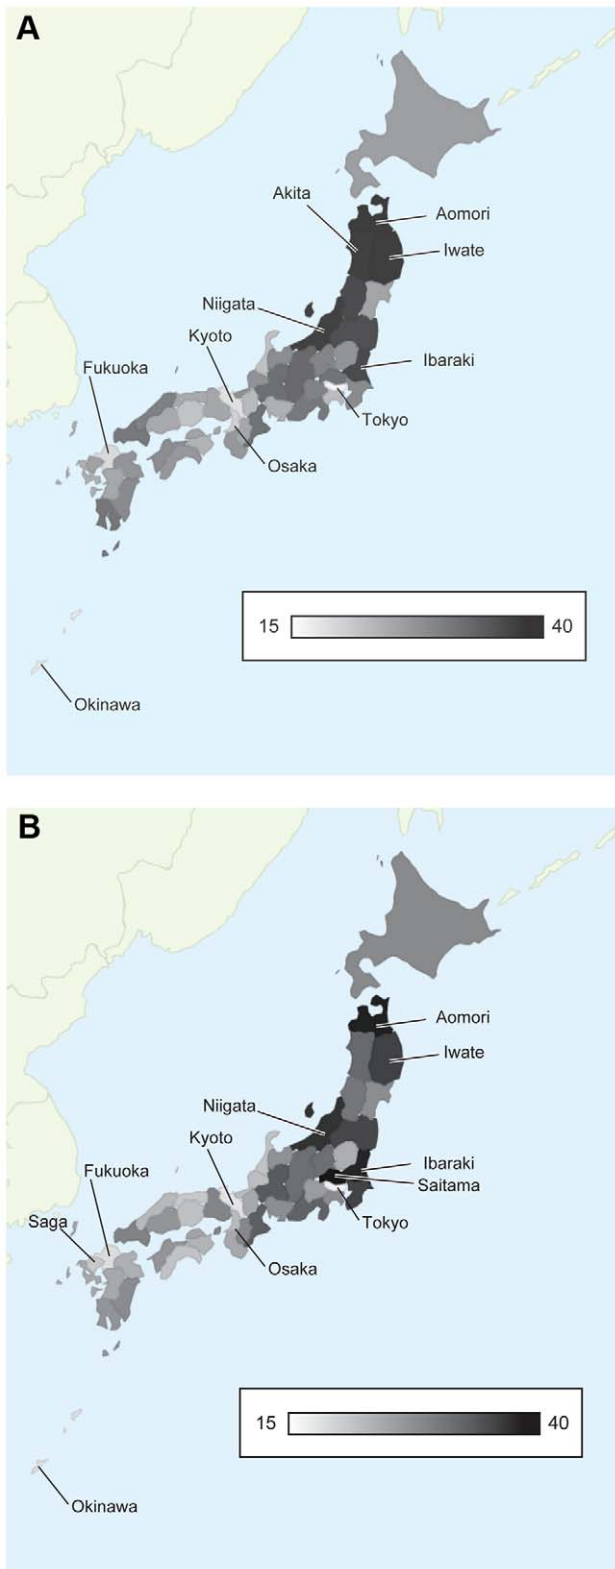 A
Akita
Aomori
Iwate
Niigata
Kyoto
Fukuoka
Ibaraki
Tokyo
Osaka
15 40
Okinawa
B
Aomori
Iwate
Niigata
Kyoto
Ibaraki
Fukuoka
Saitama
Saga
Tokyo
Osaka
15 40
Okinawa